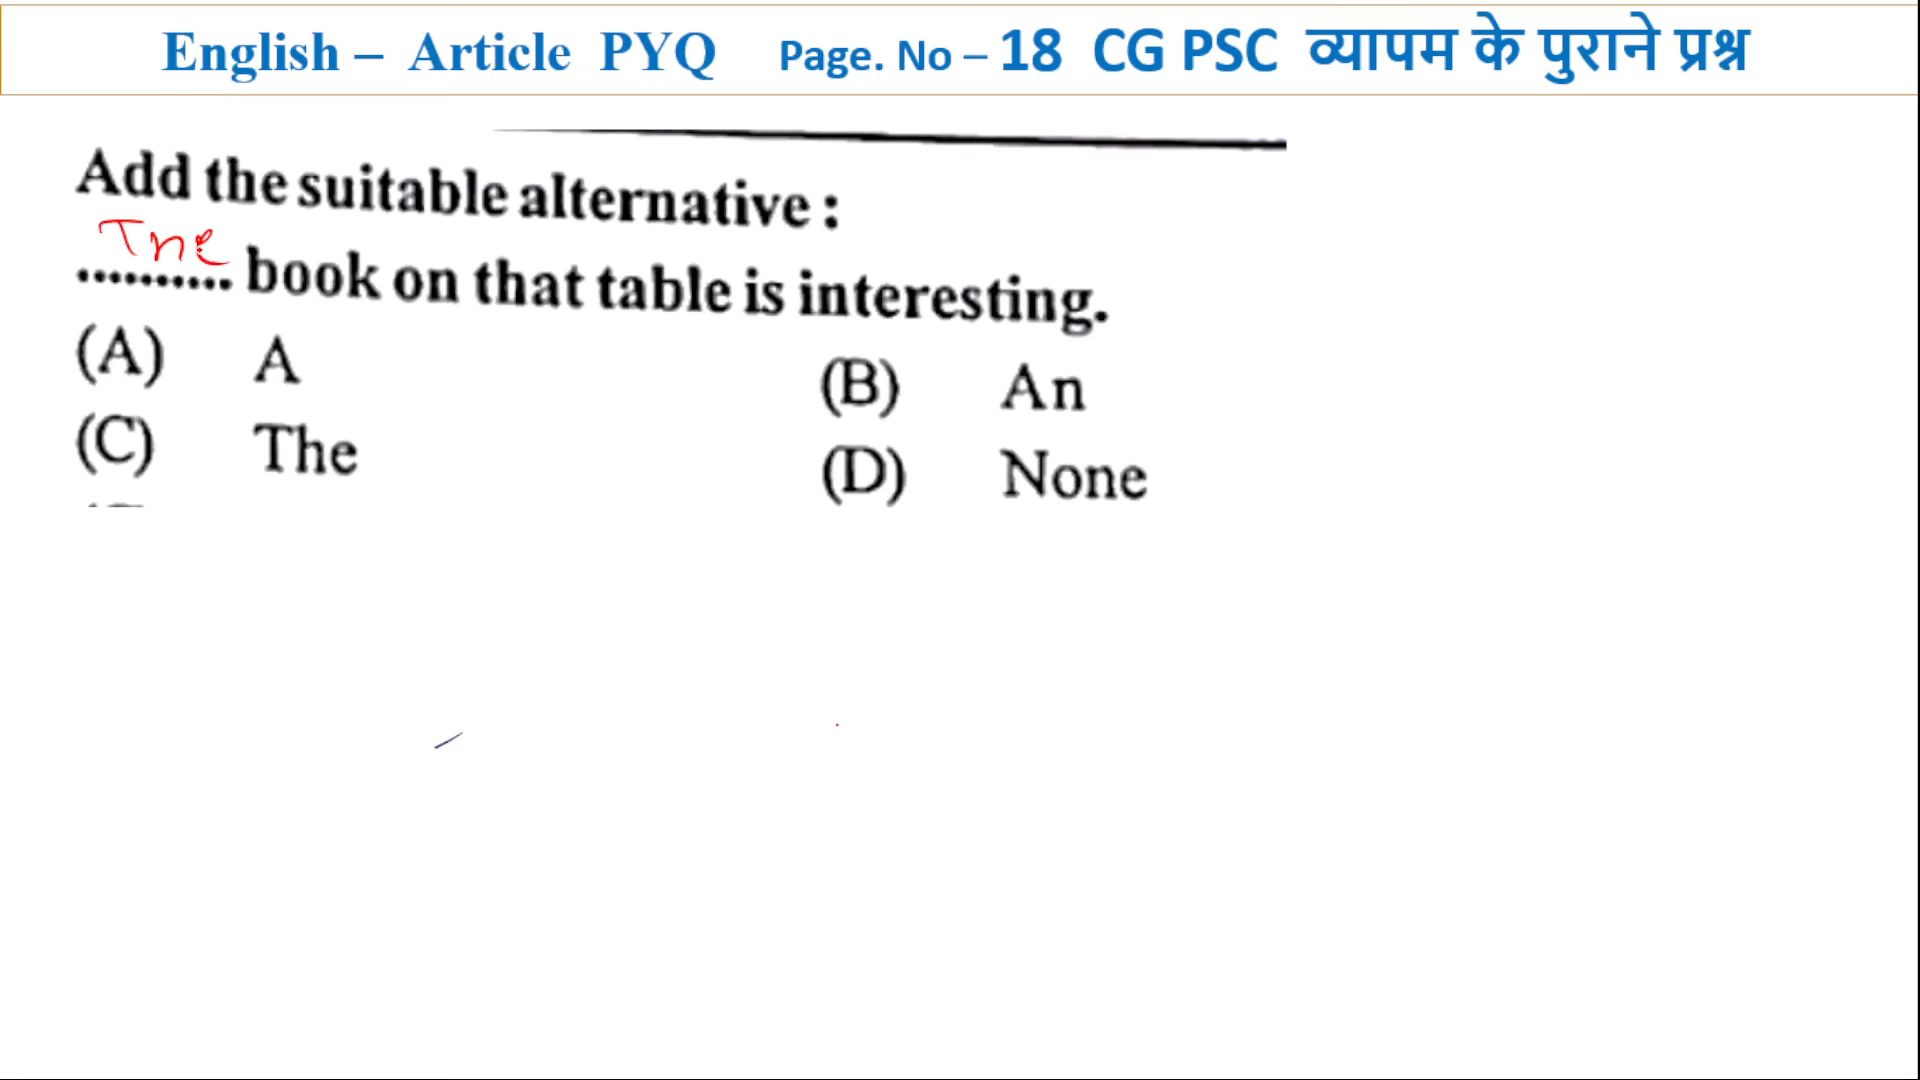 English – Article PYQ Page. No – 18 CG PSC व्यापम के पुराने प्रश्न
Add the suitable alternative :
The
.......... book on that table is interesting.
(A) A
(B) An
(C) The
(D) None